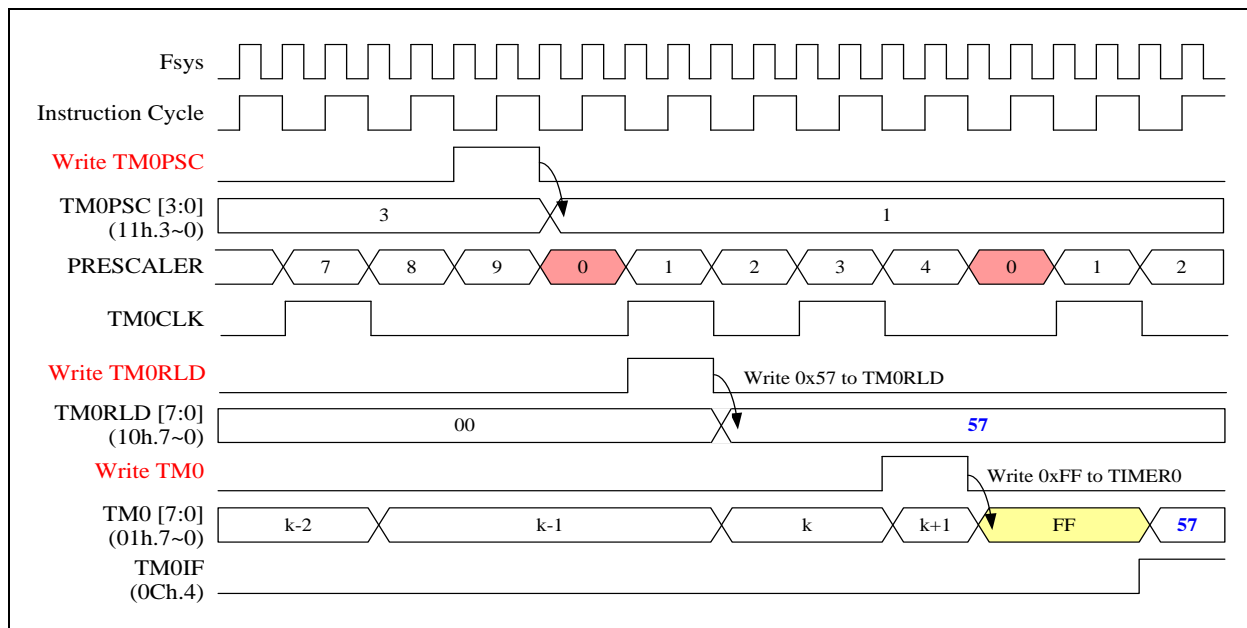 Fsys
Instruction Cycle
Write TM0PSC
TM0PSC [3:0]
(11h.3~0)
3
1
PRESCALER
7
8
9
0
1
2
3
4
0
1
2
TM0CLK
Write TM0RLD
Write 0x57 to TM0RLD
TM0RLD [7:0]
(10h.7~0)
00
57
Write TM0
Write 0xFF to TIMER0
TM0 [7:0]
(01h.7~0)
k-2
k-1
k
k+1
FF
57
TM0IF
(0Ch.4)